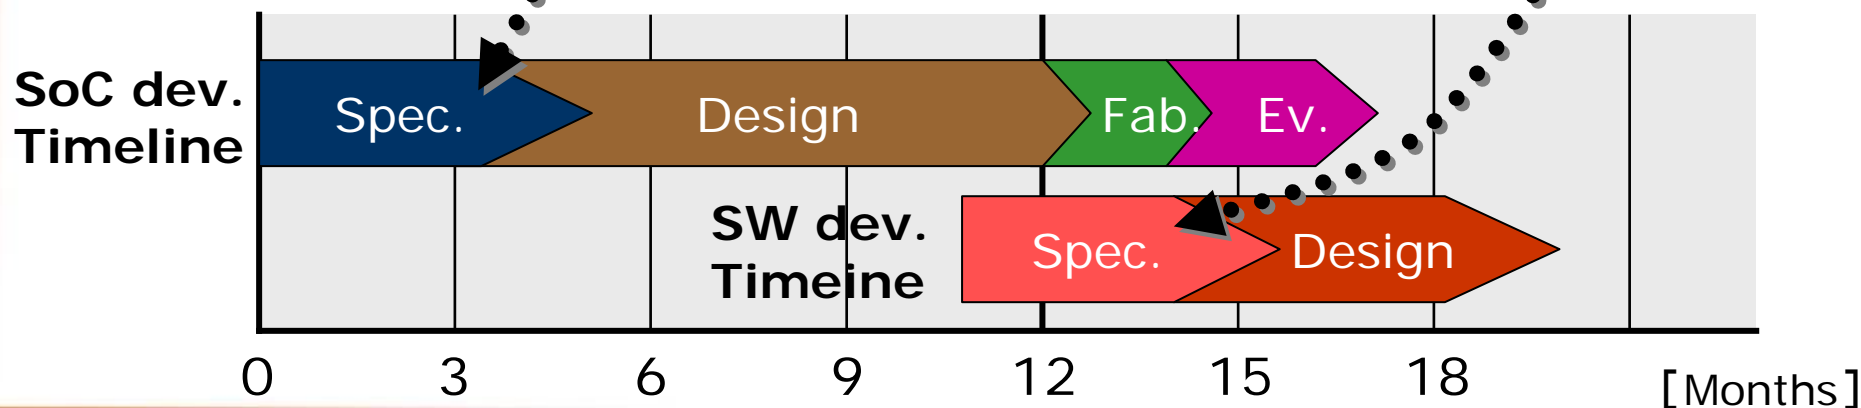 SoC dev.
Timeline
Spec.
Design
Fab.
Ev.
SW dev.
Timeine
Spec.
Design
0 3 6 9 12 15 18 [Months]